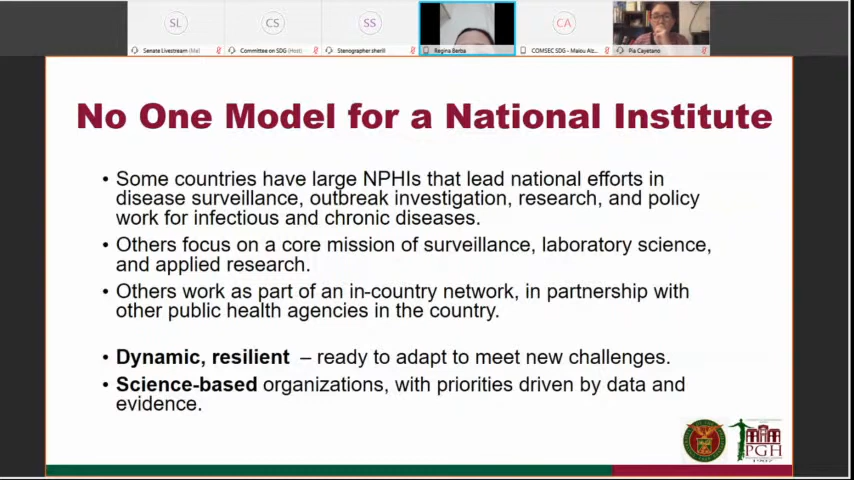 SL
CS
SS
CA
Senate Livestream (Ma)
Committee on SDG (Host)
Stenographer sherill
Regina Berba
COMSEC SDG - Malou Alc...
Pia Cayetano
No One Model for a National Institute
• Some countries have large NPHIs that lead national efforts in
disease surveillance, outbreak investigation, research, and policy
work for infectious and chronic diseases.
• Others focus on a core mission of surveillance, laboratory science,
and applied research.
• Others work as part of an in-country network, in partnership with
other public health agencies in the country.
• Dynamic, resilient – ready to adapt to meet new challenges.
• Science-based organizations, with priorities driven by data and
evidence.
PGH